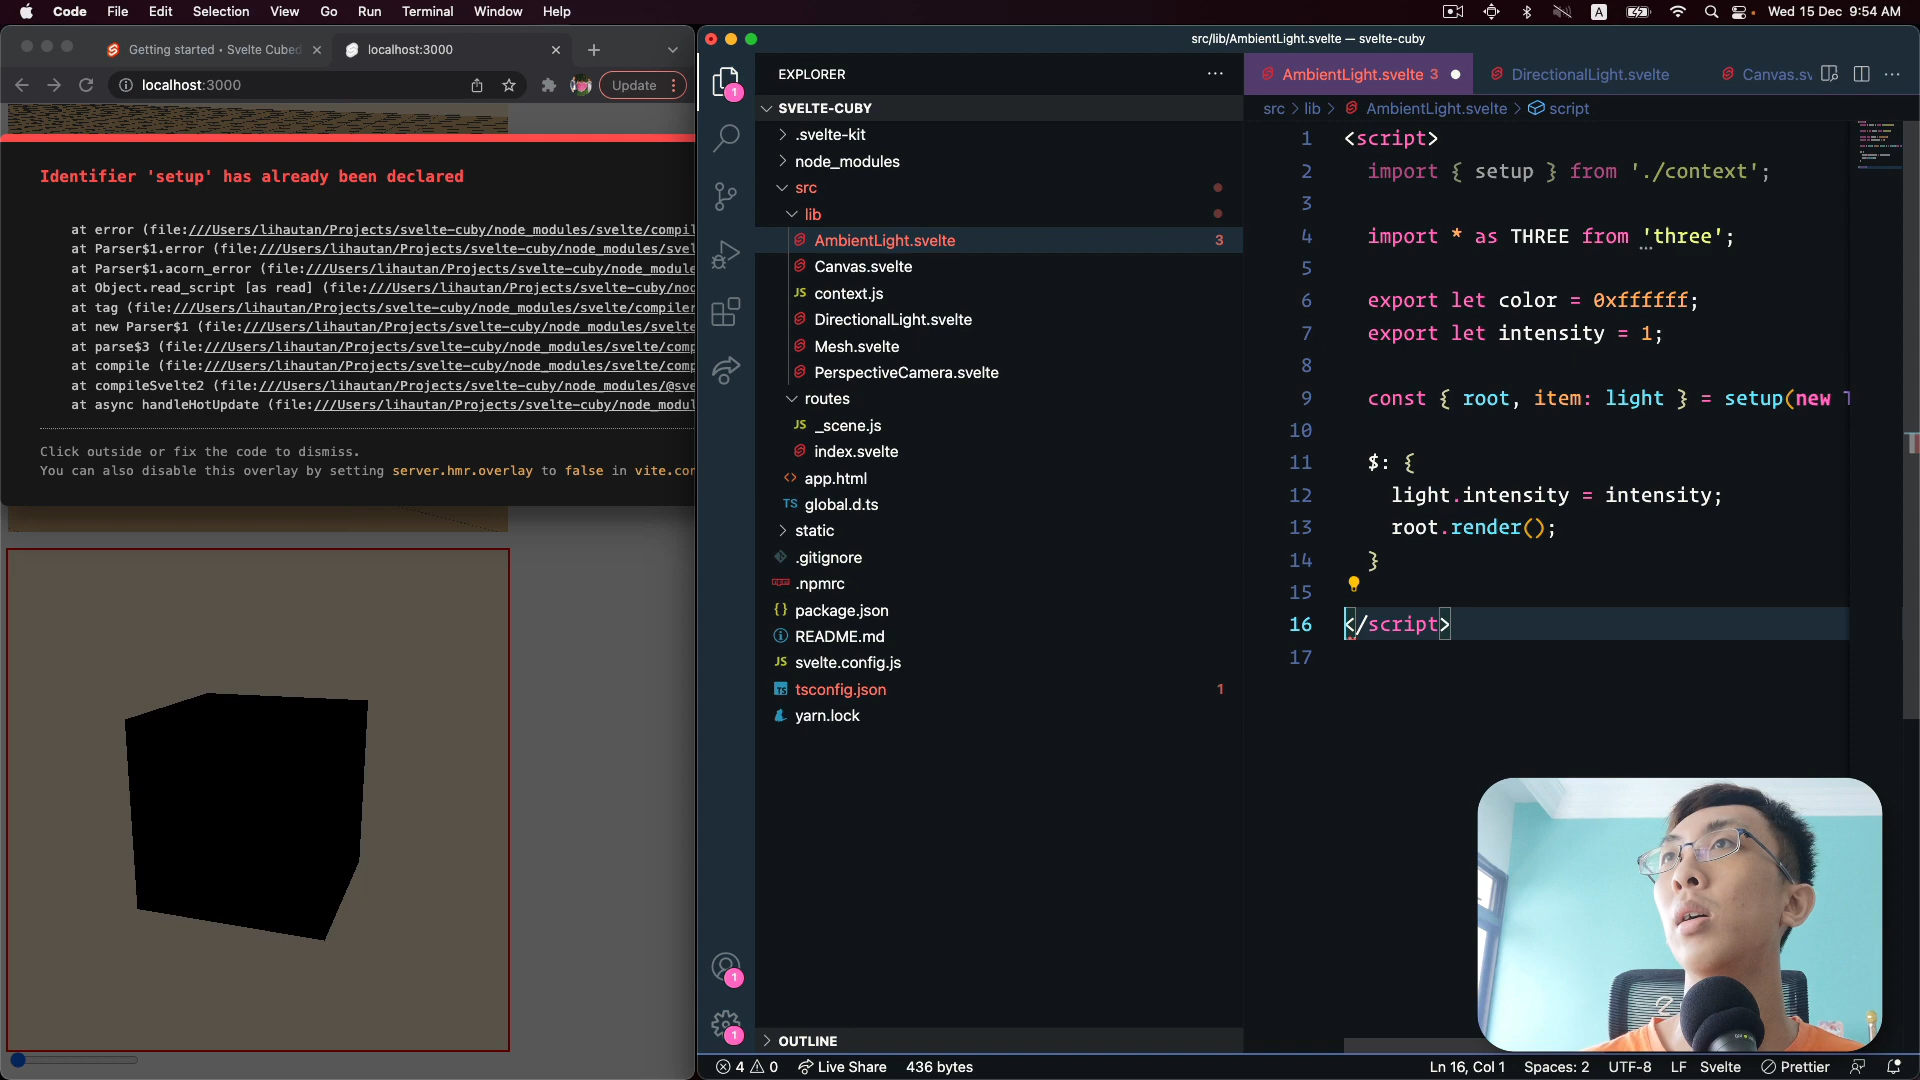 Code File Edit Selection View Go Run Terminal Window Help
A
Wed 15 Dec 9:54 AM
Getting started • Svelte Cubed
localhost:3000
localhost:3000
Update
Identifier 'setup' has already been declared
at error (file:///Users/lihautan/Projects/svelte-cuby/node_modules/svelte/compil
at Parser$1.error (file:///Users/lihautan/Projects/svelte-cuby/node_modules/svel
at Parser$1.acorn_error (file:///Users/lihautan/Projects/svelte-cuby/node_module
at Object.read_script [as read] (file:///Users/lihautan/Projects/svelte-cuby/nod
at tag (file:///Users/lihautan/Projects/svelte-cuby/node_modules/svelte/compiler
at new Parser$1 (file:///Users/lihautan/Projects/svelte-cuby/node_modules/svelte
at parse$3 (file:///Users/lihautan/Projects/svelte-cuby/node_modules/svelte/comp
at compile (file:///Users/lihautan/Projects/svelte-cuby/node_modules/svelte/comp
at compileSvelte2 (file:///Users/lihautan/Projects/svelte-cuby/node_modules/@sve
at async handleHotUpdate (file:///Users/lihautan/Projects/svelte-cuby/node_modul
Click outside or fix the code to dismiss.
You can also disable this overlay by setting server.hmr.overlay to false in vite.con
src/lib/AmbientLight.svelte — svelte-cuby
1
1
1
EXPLORER
SVELTE-CUBY
.svelte-kit
node_modules
src
lib
AmbientLight.svelte 3
Canvas.svelte
JS context.js
DirectionalLight.svelte
Mesh.svelte
PerspectiveCamera.svelte
routes
JS _scene.js
index.svelte
<> app.html
TS global.d.ts
static
.gitignore
.npmrc
{} package.json
README.md
JS svelte.config.js
TS tsconfig.json 1
yarn.lock
OUTLINE
AmbientLight.svelte 3
DirectionalLight.svelte
Canvas.sv
src > lib > AmbientLight.svelte > script
1 <script>
2 import { setup } from './context';
3
4 import * as THREE from 'three';
5
6 export let color = 0xffffff;
7 export let intensity = 1;
8
9 const { root, item: light } = setup(new T
10
11 $: {
12 light.intensity = intensity;
13 root.render();
14 }
15
16 </script>
17
4 0 Live Share 436 bytes
Ln 16, Col 1 Spaces: 2 UTF-8 LF Svelte Prettier